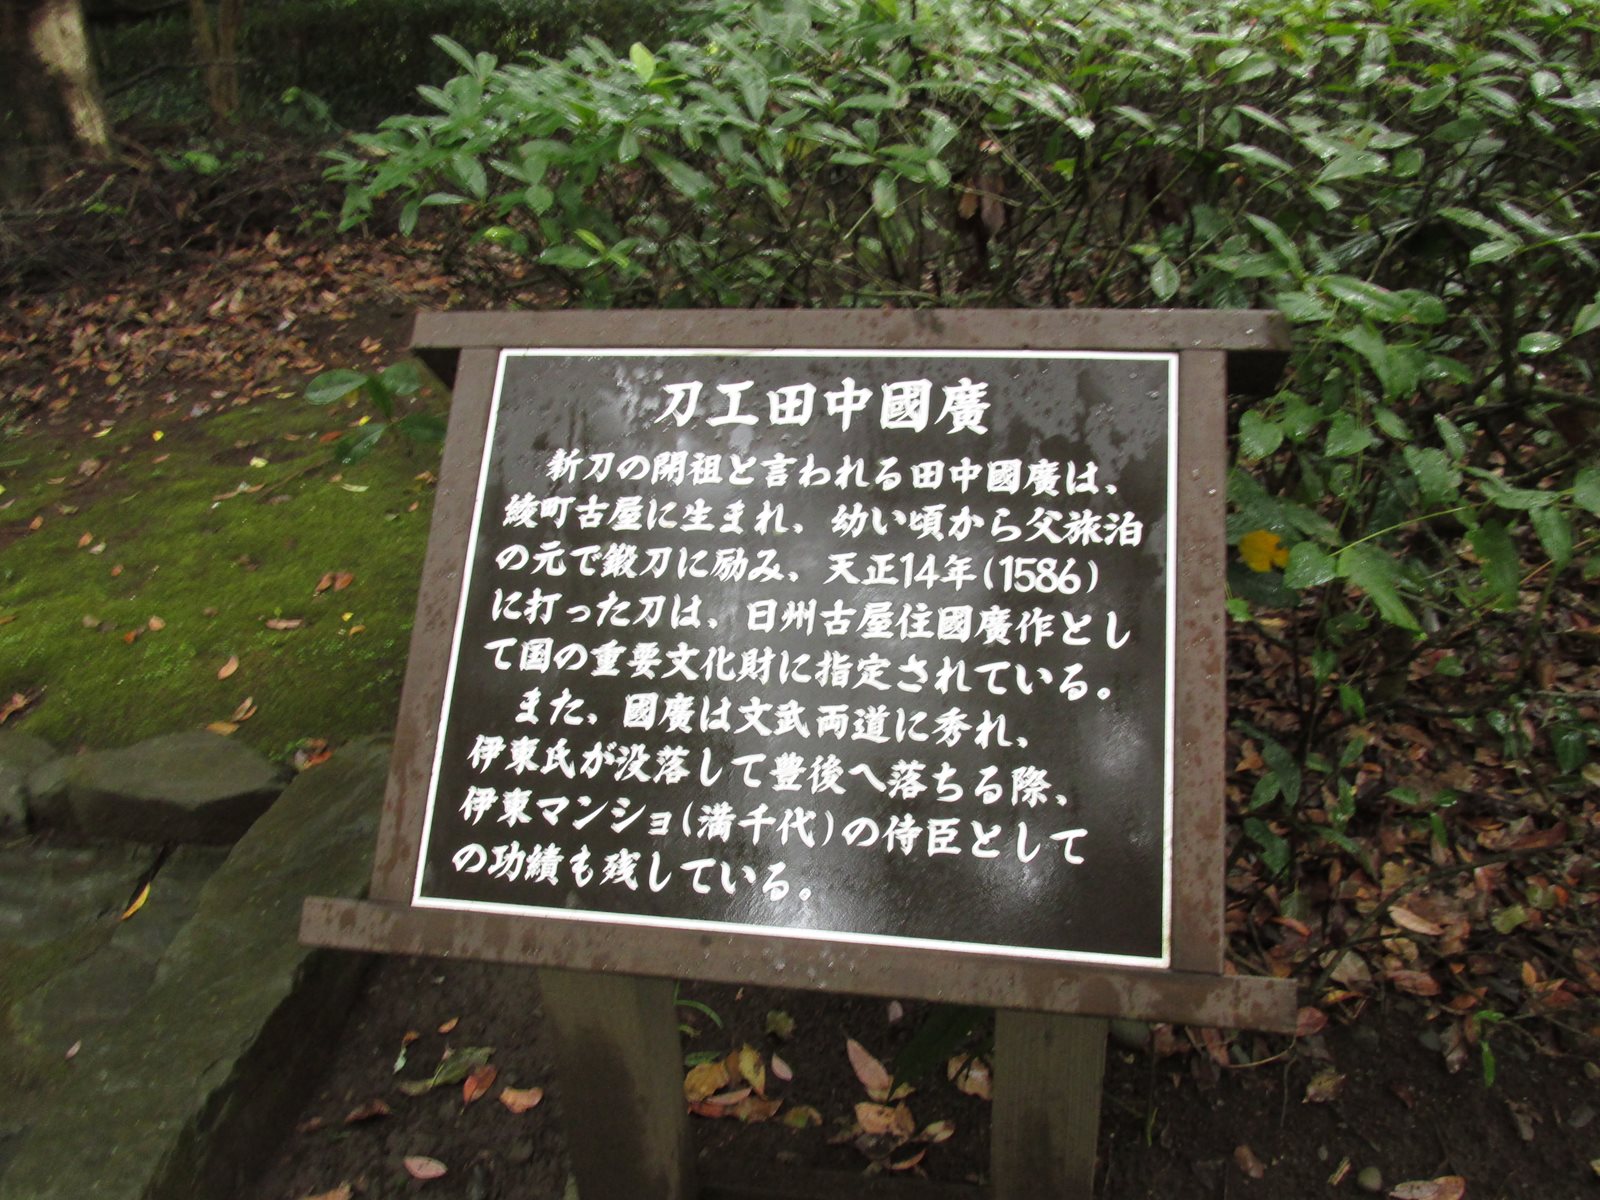 刀工田中國廣
新刀の開祖と言われる田中國廣は、
綾町古屋に生まれ、幼い頃から父旅泊
の元で鍛刀に励み、天正14年(1586)
に打った刀は、日州古屋住國廣作とし
て国の重要文化財に指定されている。
また、國廣は文武両道に秀れ、
伊東氏が没落して豊後へ落ちる際、
伊東マンショ(満千代)の侍臣として
の功績も残している。